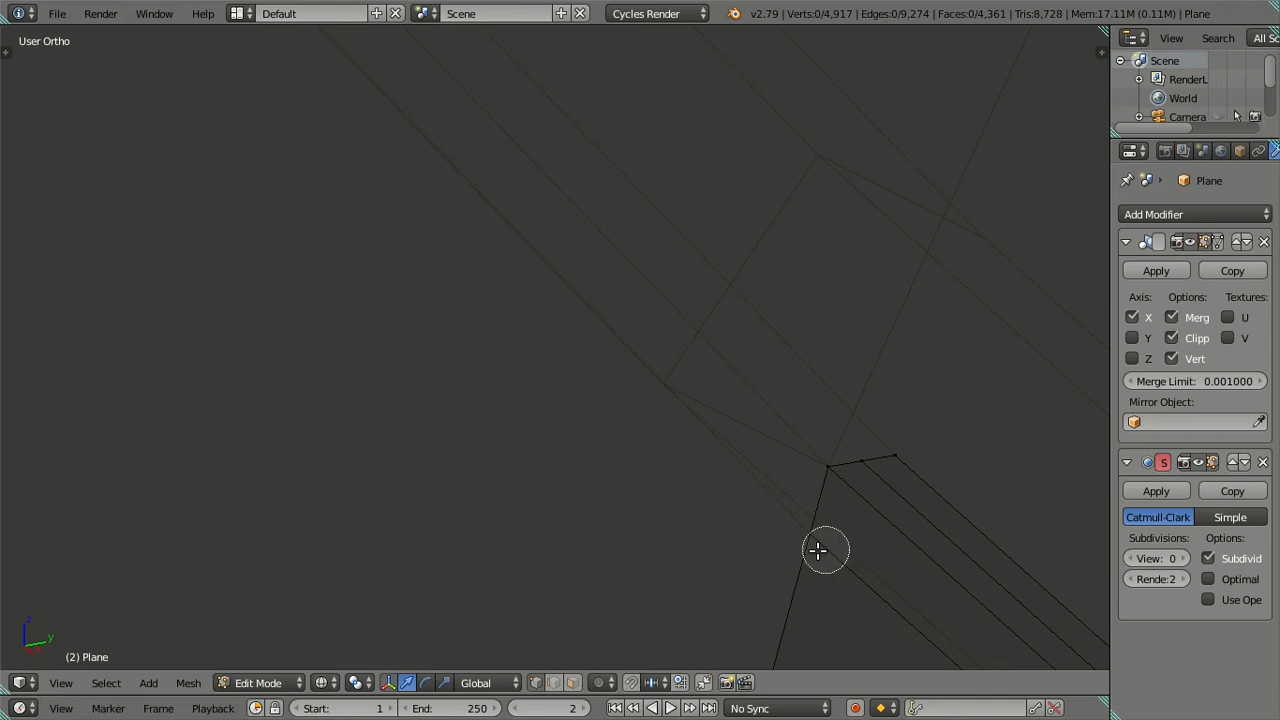 File Render Window Help Default Scene Cycles Render v2.79 | Verts:0/4,917 | Edges:0/9,274 | Faces:0/4,361 | Tris:8,728 | Mem:17.11M (0.11M) | Plane
User Ortho
View Search All Sc
Scene
RenderL
World
Camera
Plane
Add Modifier
Apply Copy
Axis: Options: Textures:
X Merg U
Y Clipp V
Z Vert
Merge Limit: 0.001000
Mirror Object:
S
Apply Copy
Catmull-Clark Simple
Subdivisions: Options:
View: 0 Subdivid
Rende:2 Optimal
Use Ope
z
y
(2) Plane
View Select Add Mesh Edit Mode Global
View Marker Frame Playback Start: 1 End: 250 2 No Sync